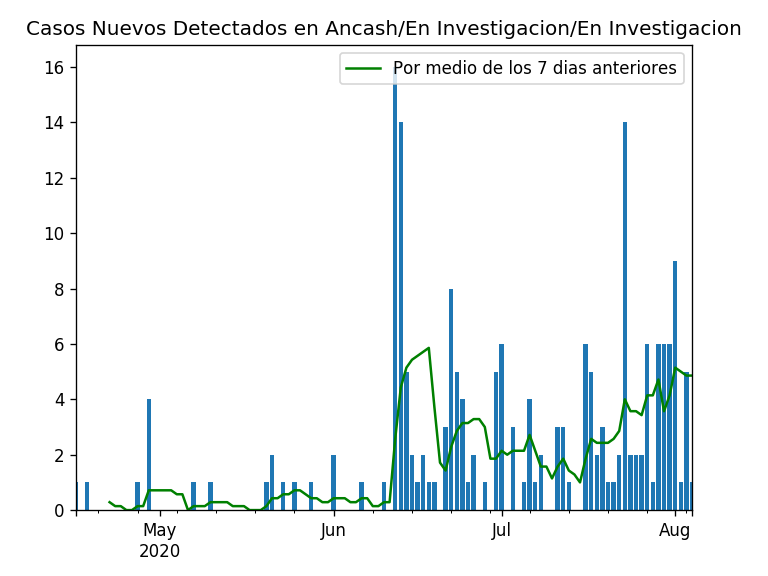 Casos Nuevos Detectados en Ancash/En Investigacion/En Investigacion
Por medio de los 7 dias anteriores
16
14
12
10
8
6
4
2
0
May
2020
Jun
Jul
Aug